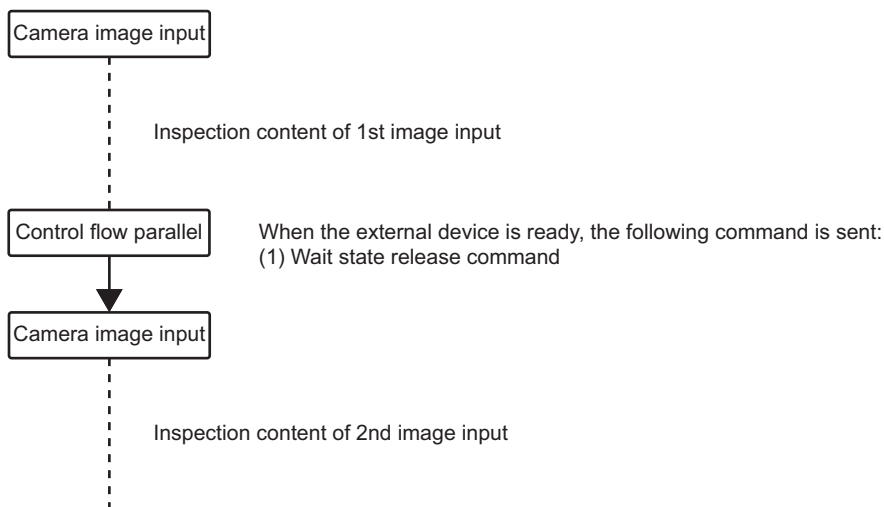 Camera image input
Inspection content of 1st image input
Control flow parallel
When the external device is ready, the following command is sent:
(1) Wait state release command
Camera image input
Inspection content of 2nd image input